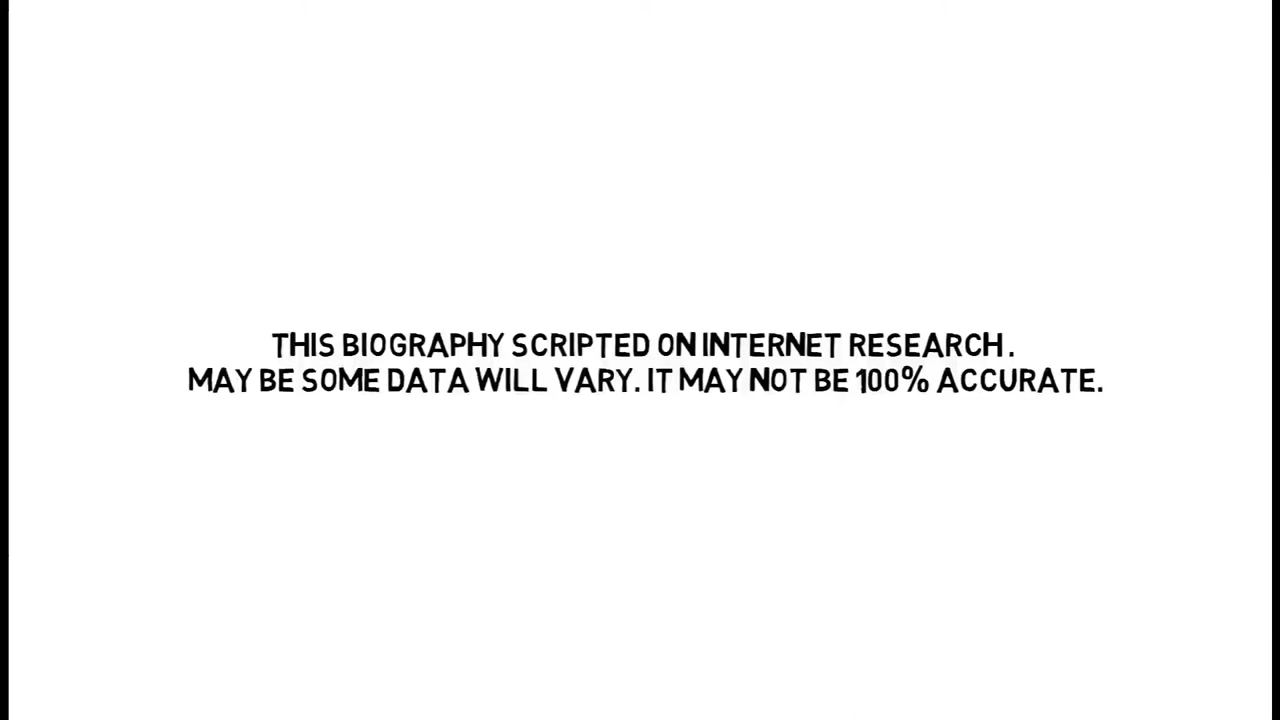 THIS BIOGRAPHY SCRIPTED ON INTERNET RESEARCH.
MAY BE SOME DATA WILL VARY. IT MAY NOT BE 100% ACCURATE.